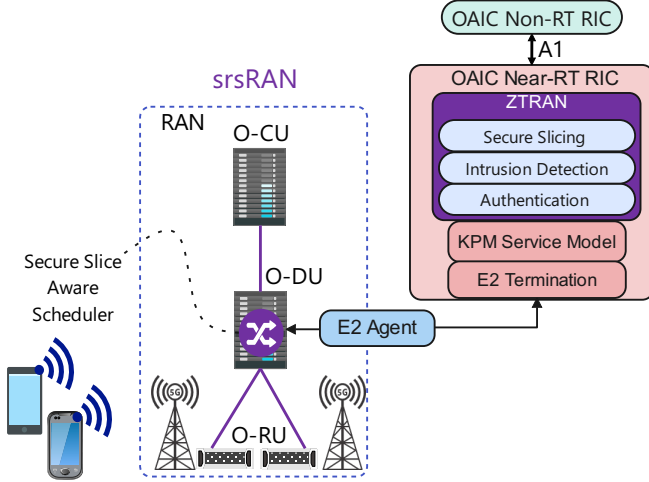 OAIC Non-RT RIC
A1
OAIC Near-RT RIC
ZTRAN
Secure Slicing
Intrusion Detection
Authentication
KPM Service Model
E2 Termination
srsRAN
RAN
O-CU
O-DU
Secure Slice
Aware
Scheduler
E2 Agent
5G
5G
O-RU